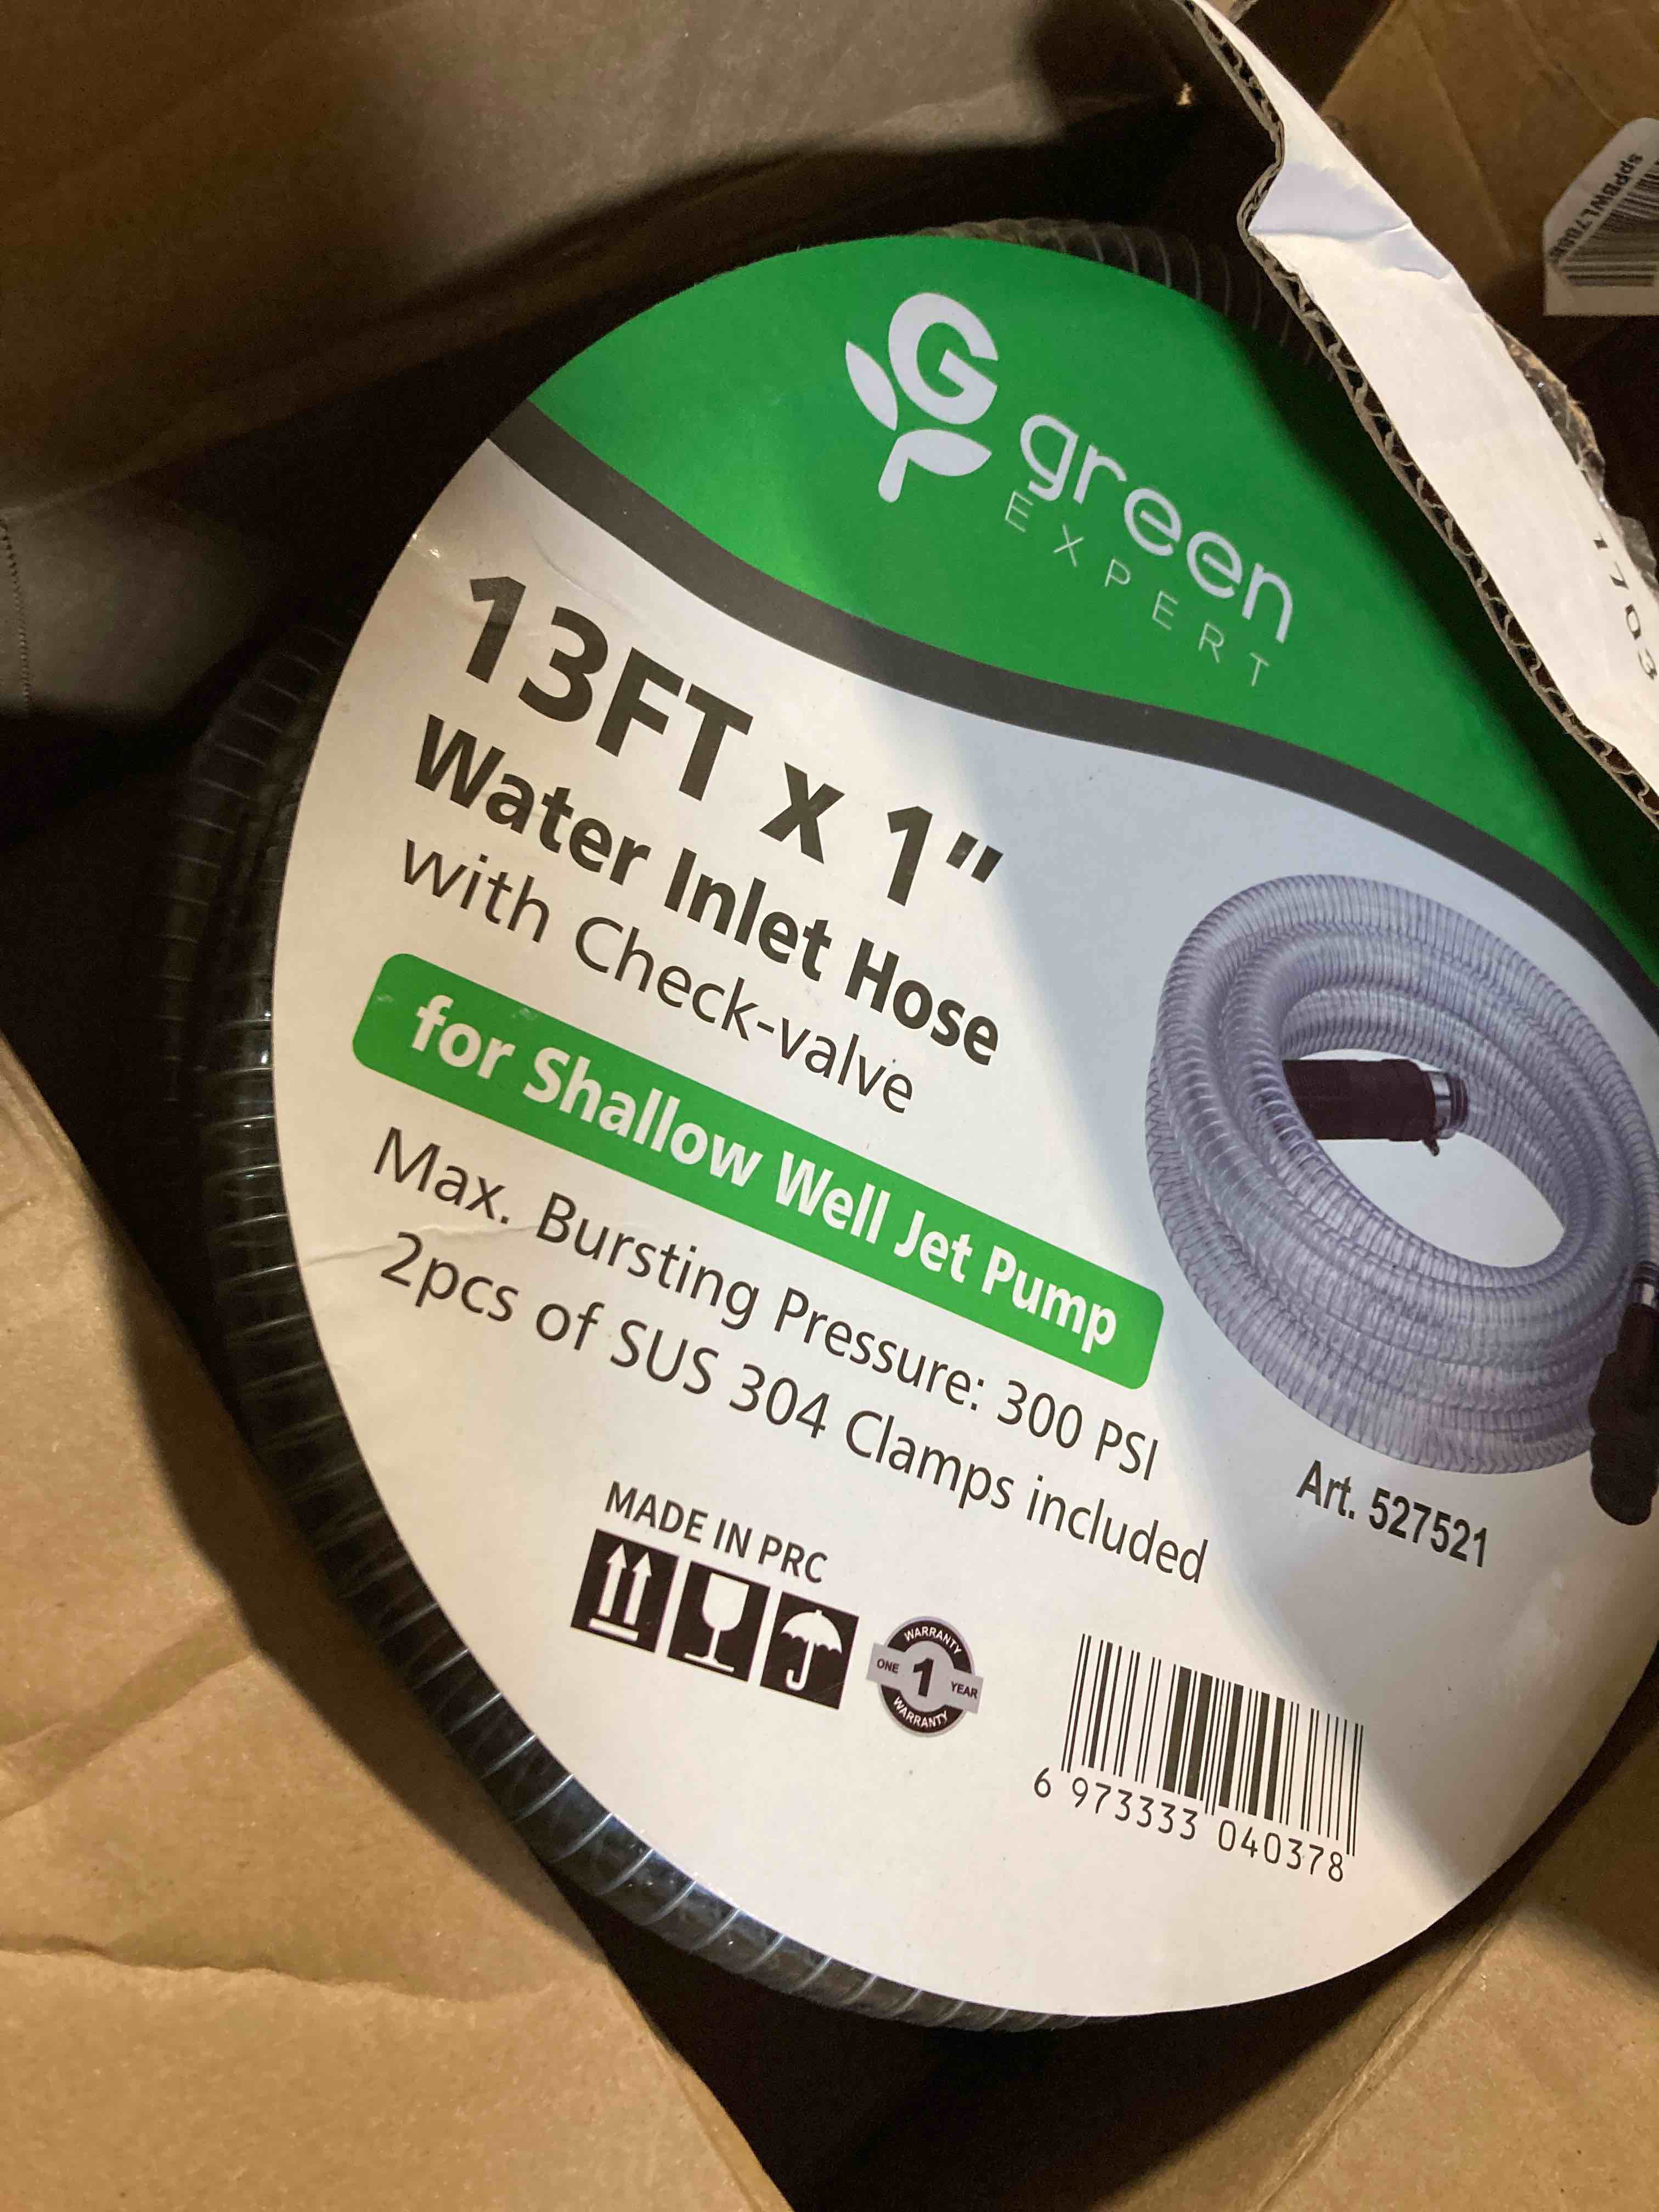 G
green
EXPERT
13FT x 1"
Water Inlet Hose
with Check-valve
for Shallow Well Jet Pump
Max. Bursting Pressure: 300 PSI
2pcs of SUS 304 Clamps included
Art. 527521
MADE IN PRC
WARRANTY
ONE 1 YEAR
WARRANTY
6 973333 040378
1703